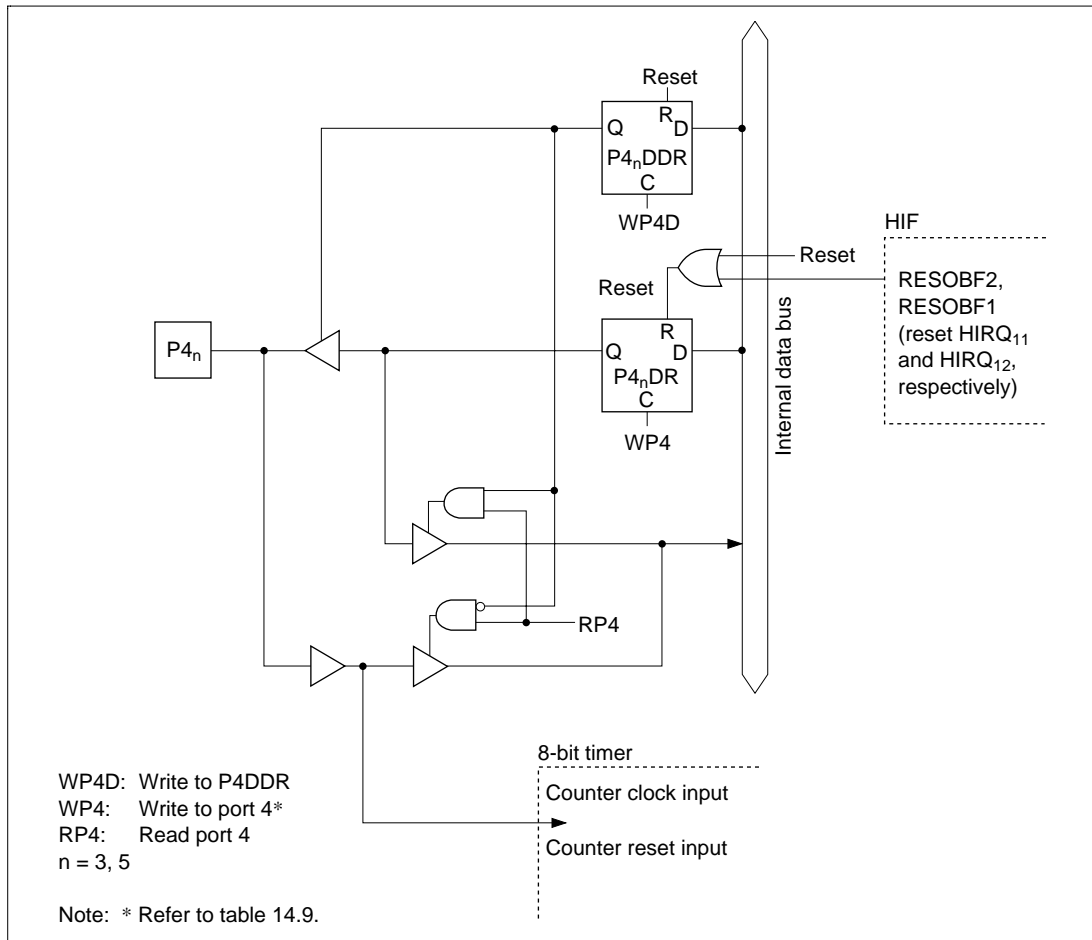 Reset
Q
R
D
P4nDDR
C
WP4D
HIF
Reset
Reset
RESOBF2,
RESOBF1
(reset HIRQ11
and HIRQ12,
respectively)
P4n
Q
R
D
P4nDR
C
WP4
Internal data bus
RP4
8-bit timer
Counter clock input
Counter reset input
WP4D: Write to P4DDR
WP4: Write to port 4*
RP4: Read port 4
n = 3, 5
Note: * Refer to table 14.9.